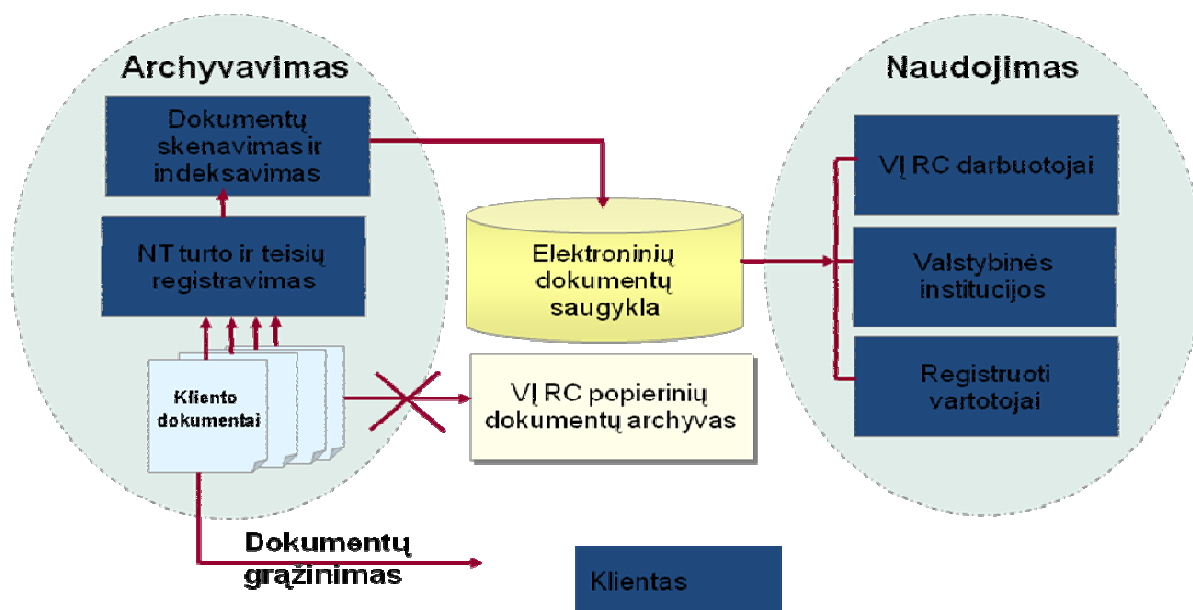 Archyvavimas
Dokumentų
skenavimas ir
indeksavimas
NT turto ir teisių
registravimas
Kliento
dokumentai
Elektroninių
dokumentų
saugykla
VĮ RC popierinių
dokumentų archyvas
Naudojimas
VĮ RC darbuotojai
Valstybinės
institucijos
Registruoti
vartotojai
Dokumentų
grąžinimas
Klientas